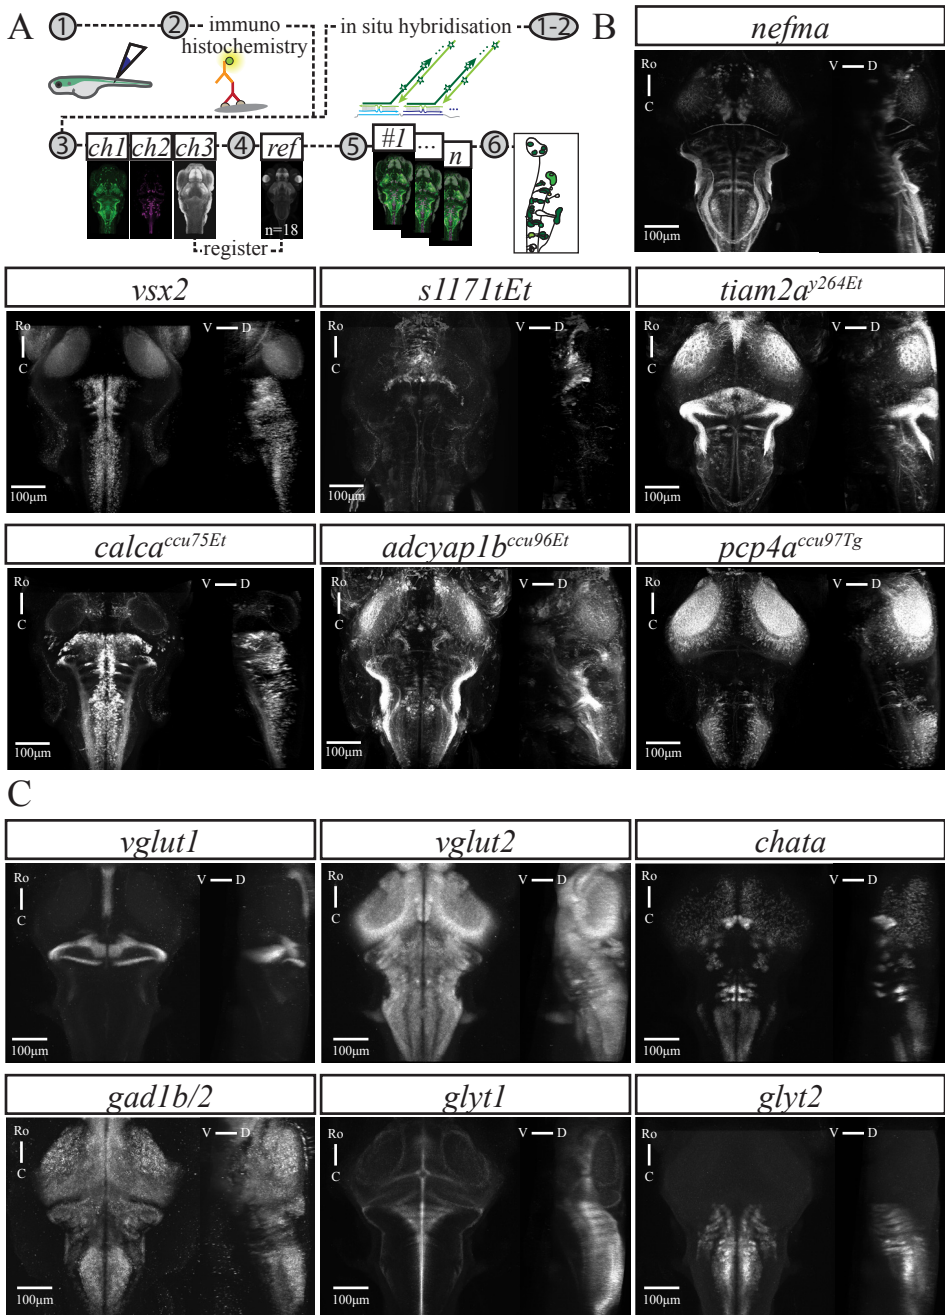 A
1
2
immuno
histochemistry
in situ hybridisation
1-2
3
ch1
ch2
ch3
4
ref
n=18
register
5
#1
...
n
6
B
nefma
Ro
C
V
D
100µm
vsx2
Ro
C
V
D
100µm
s1171tEt
Ro
C
V
D
100µm
tiam2a^y264Et
Ro
C
V
D
100µm
calca^ccu75Et
Ro
C
V
D
100µm
adcyap1b^ccu96Et
Ro
C
V
D
100µm
pcp4a^ccu97Tg
Ro
C
V
D
100µm
C
vglut1
Ro
C
V
D
100µm
vglut2
Ro
C
V
D
100µm
chata
Ro
C
V
D
100µm
gad1b/2
Ro
C
V
D
100µm
glyt1
Ro
C
V
D
100µm
glyt2
Ro
C
V
D
100µm